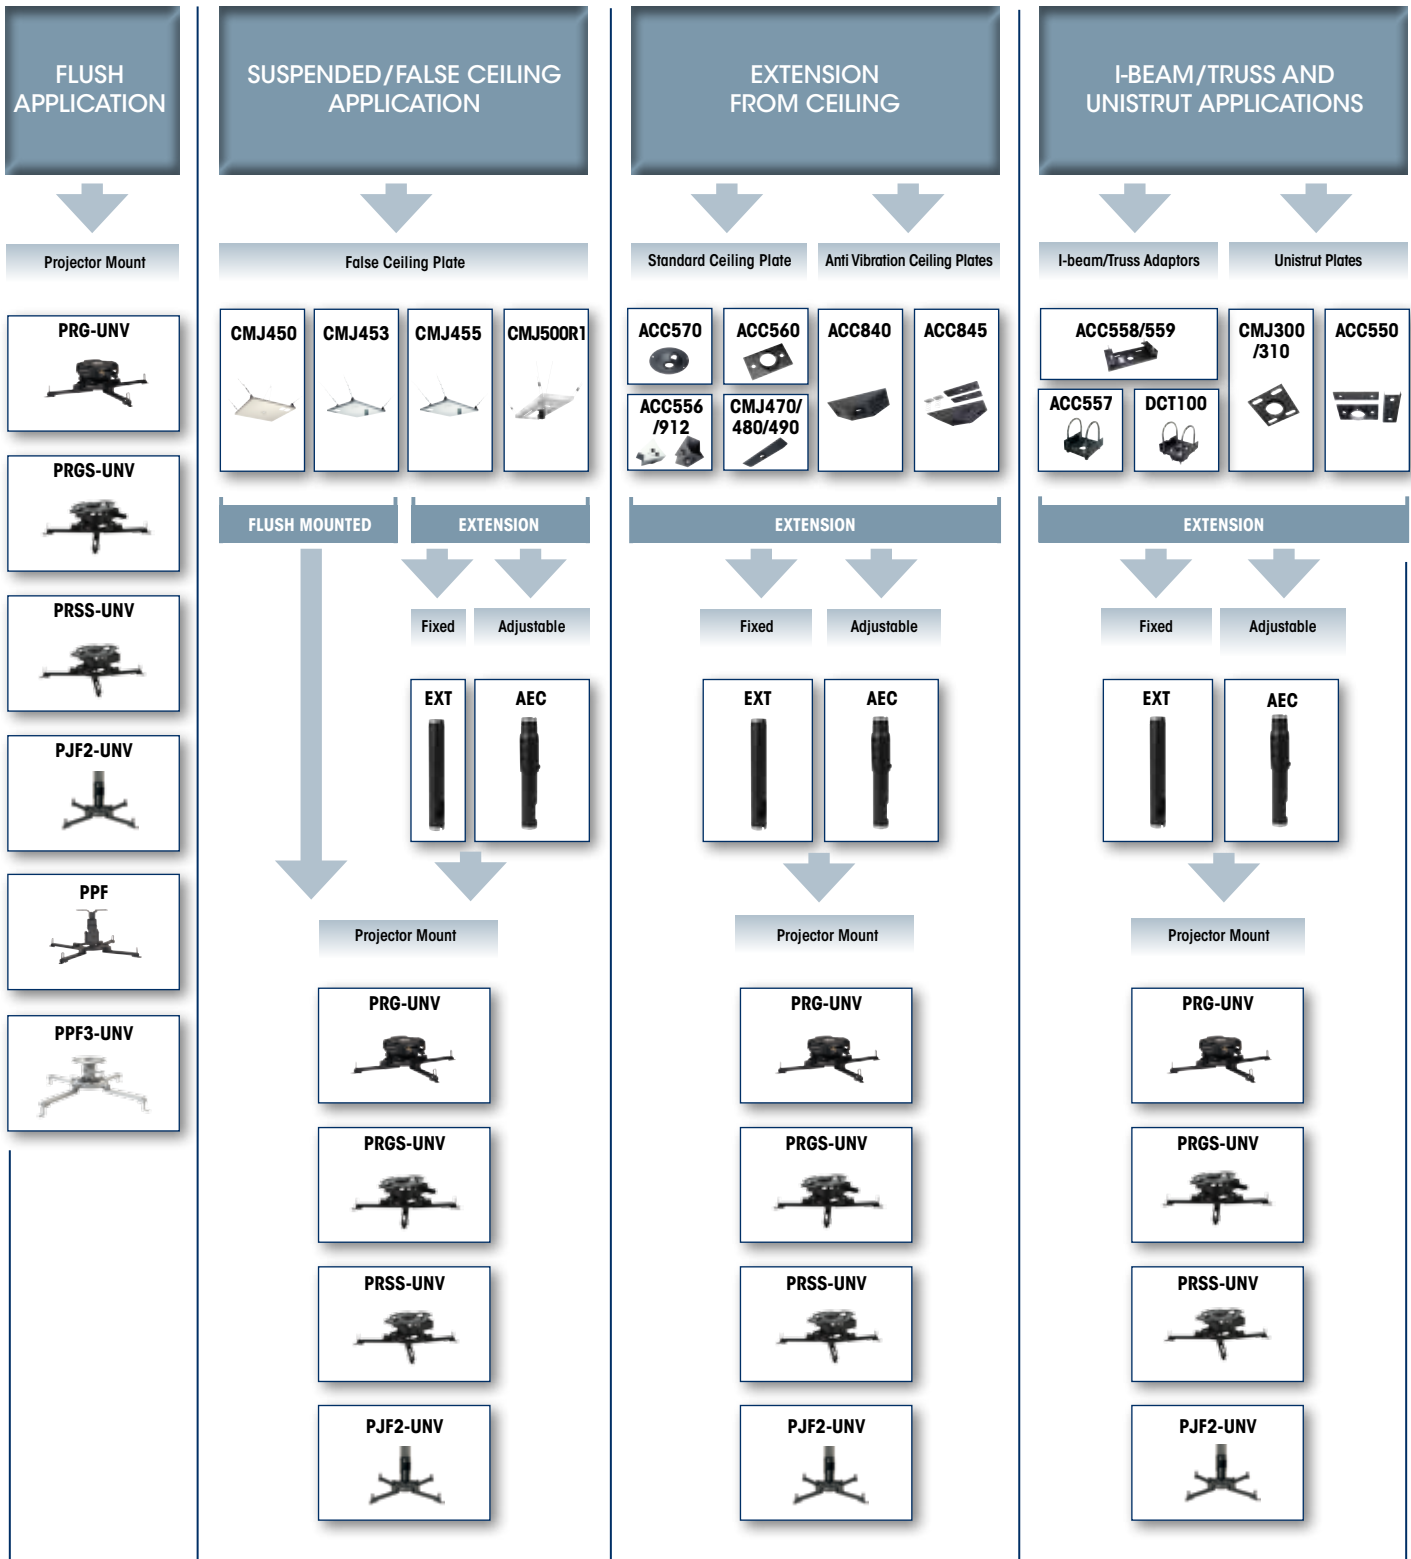 FLUSH
APPLICATION
Projector Mount
PRG-UNV
PRGS-UNV
PRSS-UNV
PJF2-UNV
PPF
PPF3-UNV
SUSPENDED/FALSE CEILING
APPLICATION
False Ceiling Plate
CMJ450
CMJ453
CMJ455
CMJ500R1
FLUSH MOUNTED
EXTENSION
Fixed
Adjustable
EXT
AEC
Projector Mount
PRG-UNV
PRGS-UNV
PRSS-UNV
PJF2-UNV
EXTENSION
FROM CEILING
Standard Ceiling Plate
Anti Vibration Ceiling Plates
ACC570
ACC560
ACC556
/912
CMJ470/
480/490
ACC840
ACC845
EXTENSION
Fixed
Adjustable
EXT
AEC
Projector Mount
PRG-UNV
PRGS-UNV
PRSS-UNV
PJF2-UNV
I-BEAM/TRUSS AND
UNISTRUT APPLICATIONS
I-beam/Truss Adaptors
Unistrut Plates
ACC558/559
ACC557
DCT100
CMJ300
/310
ACC550
EXTENSION
Fixed
Adjustable
EXT
AEC
Projector Mount
PRG-UNV
PRGS-UNV
PRSS-UNV
PJF2-UNV